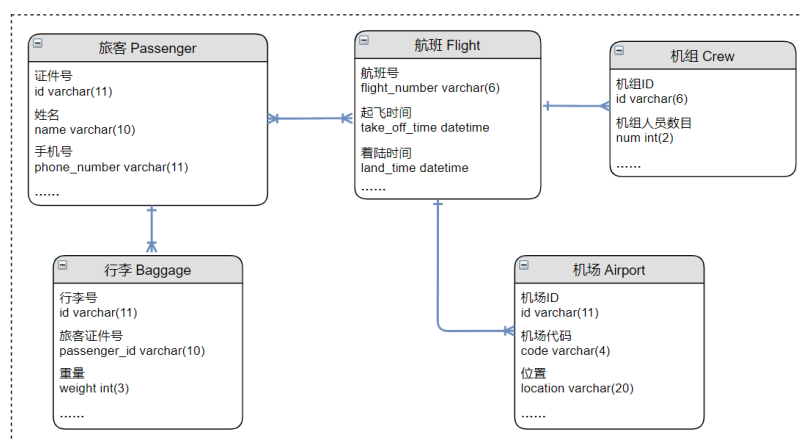 旅客 Passenger
证件号
id varchar(11)
姓名
name varchar(10)
手机号
phone_number varchar(11)
......
航班 Flight
航班号
flight_number varchar(6)
起飞时间
take_off_time datetime
着陆时间
land_time datetime
......
机组 Crew
机组ID
id varchar(6)
机组人员数目
num int(2)
......
行李 Baggage
行李号
id varchar(11)
旅客证件号
passenger_id varchar(10)
重量
weight int(3)
......
机场 Airport
机场ID
id varchar(11)
机场代码
code varchar(4)
位置
location varchar(20)
......